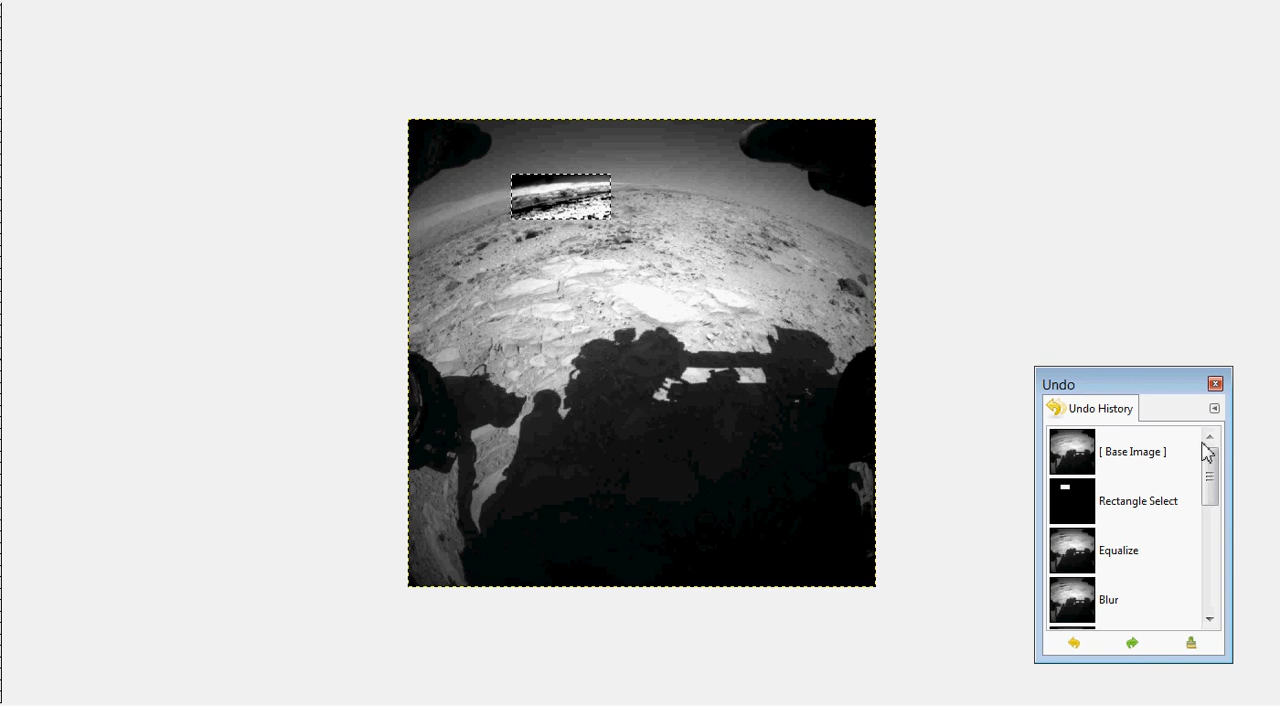 Undo
Undo History
[ Base Image ]
Rectangle Select
Equalize
Blur